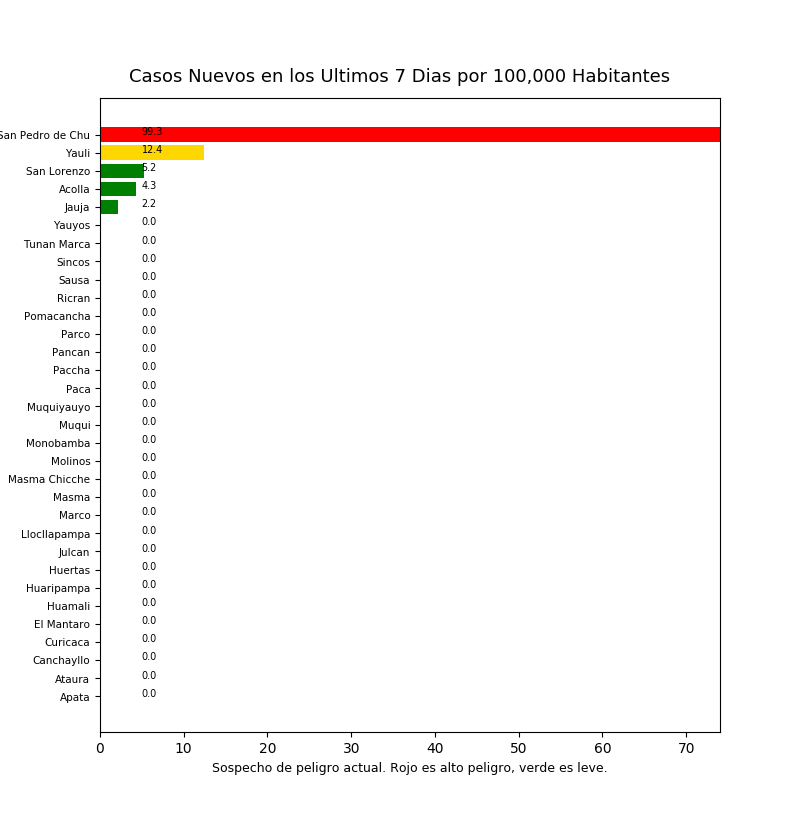 Casos Nuevos en los Ultimos 7 Dias por 100,000 Habitantes
San Pedro de Chu 99.3
Yauli 12.4
San Lorenzo 5.2
Acolla 4.3
Jauja 2.2
Yauyos 0.0
Tunan Marca 0.0
Sincos 0.0
Sausa 0.0
Ricran 0.0
Pomacancha 0.0
Parco 0.0
Pancan 0.0
Paccha 0.0
Paca 0.0
Muquiyauyo 0.0
Muqui 0.0
Monobamba 0.0
Molinos 0.0
Masma Chicche 0.0
Masma 0.0
Marco 0.0
Llocllapampa 0.0
Julcan 0.0
Huertas 0.0
Huaripampa 0.0
Huamali 0.0
El Mantaro 0.0
Curicaca 0.0
Canchayllo 0.0
Ataura 0.0
Apata 0.0
0 10 20 30 40 50 60 70
Sospecho de peligro actual. Rojo es alto peligro, verde es leve.